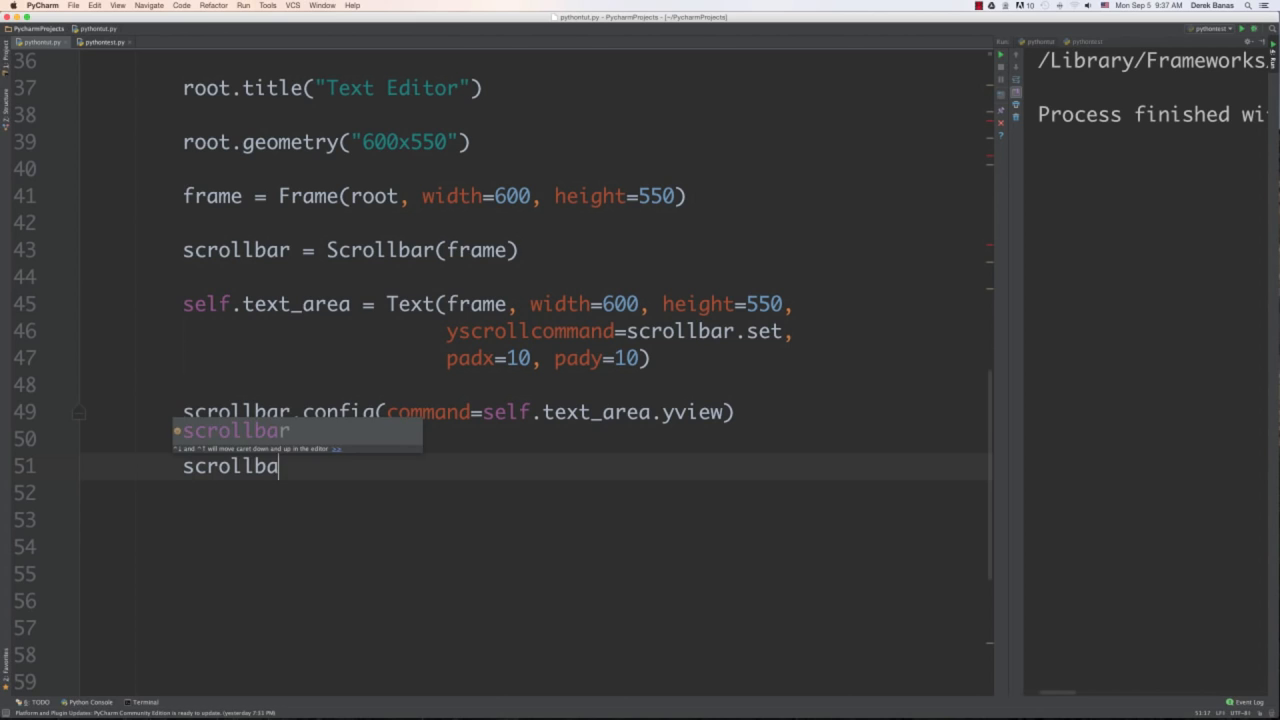 PyCharm File Edit View Navigate Code Refactor Run Tools VCS Window Help 10 Mon Sep 5 9:37 AM Derek Banas
pythontut.py - PycharmProjects - [~/PycharmProjects]
PycharmProjects pythontut.py pythontest
pythontut.py pythontest.py Run: pythontut pythontest
36
37 root.title("Text Editor")
38
39 root.geometry("600x550")
40
41 frame = Frame(root, width=600, height=550)
42
43 scrollbar = Scrollbar(frame)
44
45 self.text_area = Text(frame, width=600, height=550,
46 yscrollcommand=scrollbar.set,
47 padx=10, pady=10)
48
49 scrollbar.config(command=self.text_area.yview)
50 scrollbar
^↓ and ^↑ will move caret down and up in the editor >>
51 scrollba
52
53
54
55
56
57
58
59
/Library/Frameworks
Process finished wi
1: Project
7: Structure
2: Favorites
4: Run
6: TODO Python Console Terminal Event Log
Platform and Plugin Updates: PyCharm Community Edition is ready to update. (yesterday 7:51 PM) 51:17 LF: UTF-8: